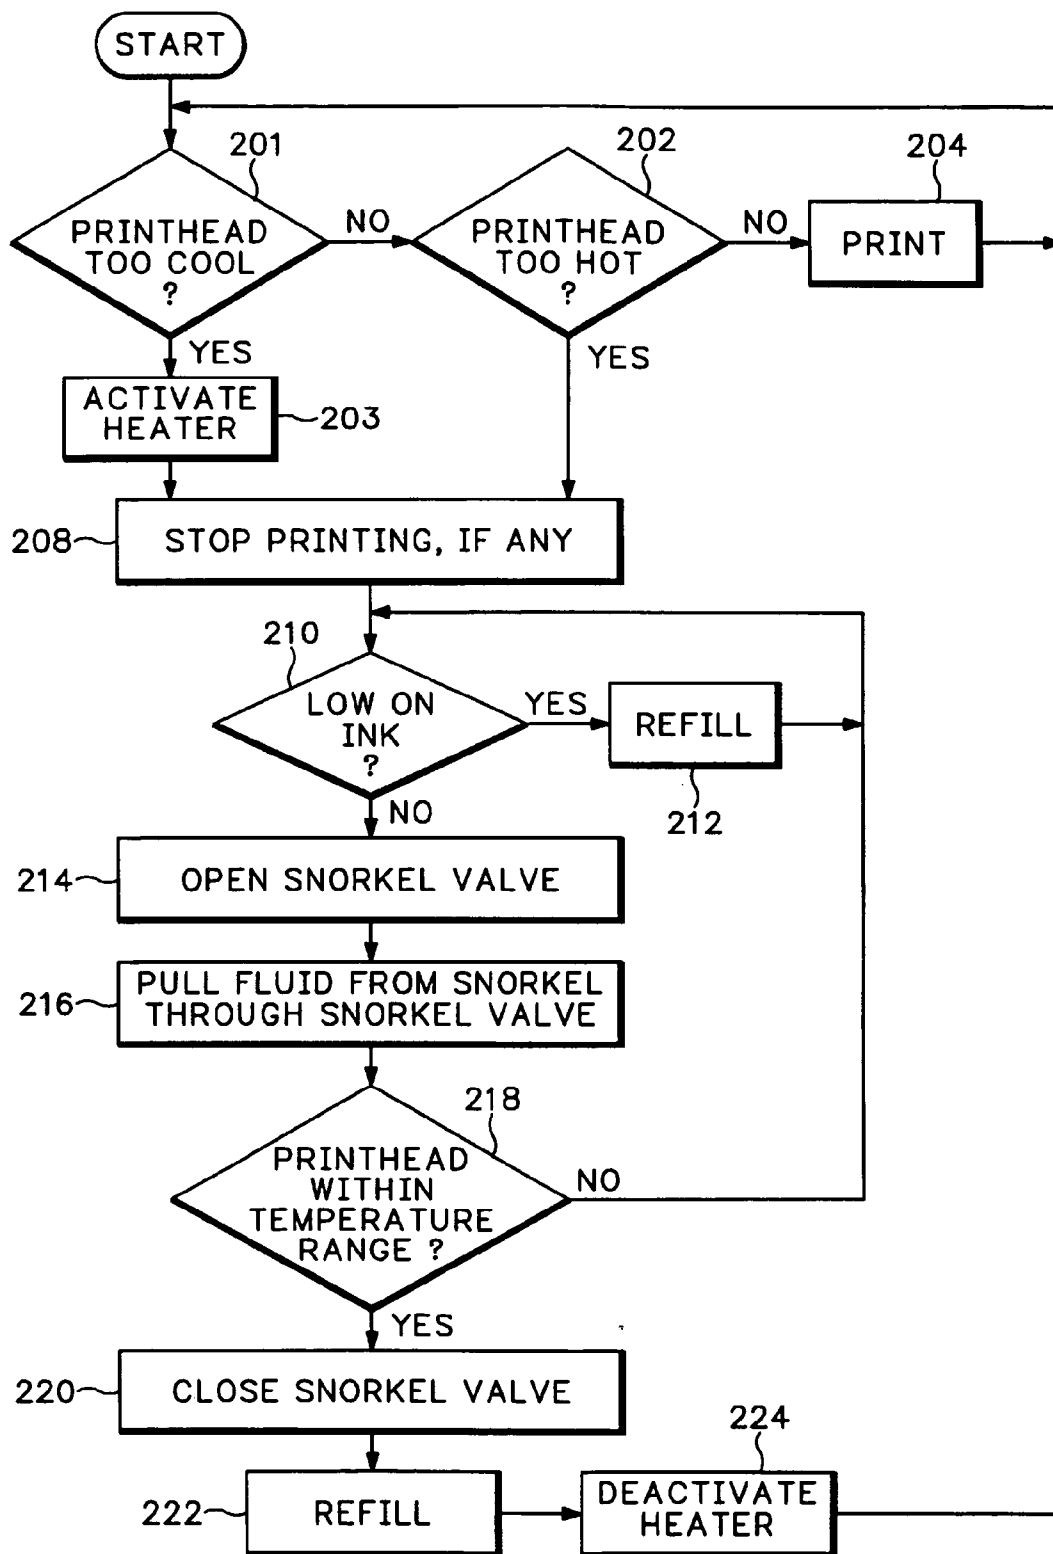 START
201
202
204
PRINTHEAD
TOO COOL
?
NO
PRINTHEAD
TOO HOT
?
NO
PRINT
YES
YES
ACTIVATE
HEATER
203
208
STOP PRINTING, IF ANY
210
LOW ON
INK
?
YES
REFILL
212
NO
214
OPEN SNORKEL VALVE
216
PULL FLUID FROM SNORKEL
THROUGH SNORKEL VALVE
218
PRINTHEAD
WITHIN
TEMPERATURE
RANGE ?
NO
YES
220
CLOSE SNORKEL VALVE
224
222
REFILL
DEACTIVATE
HEATER